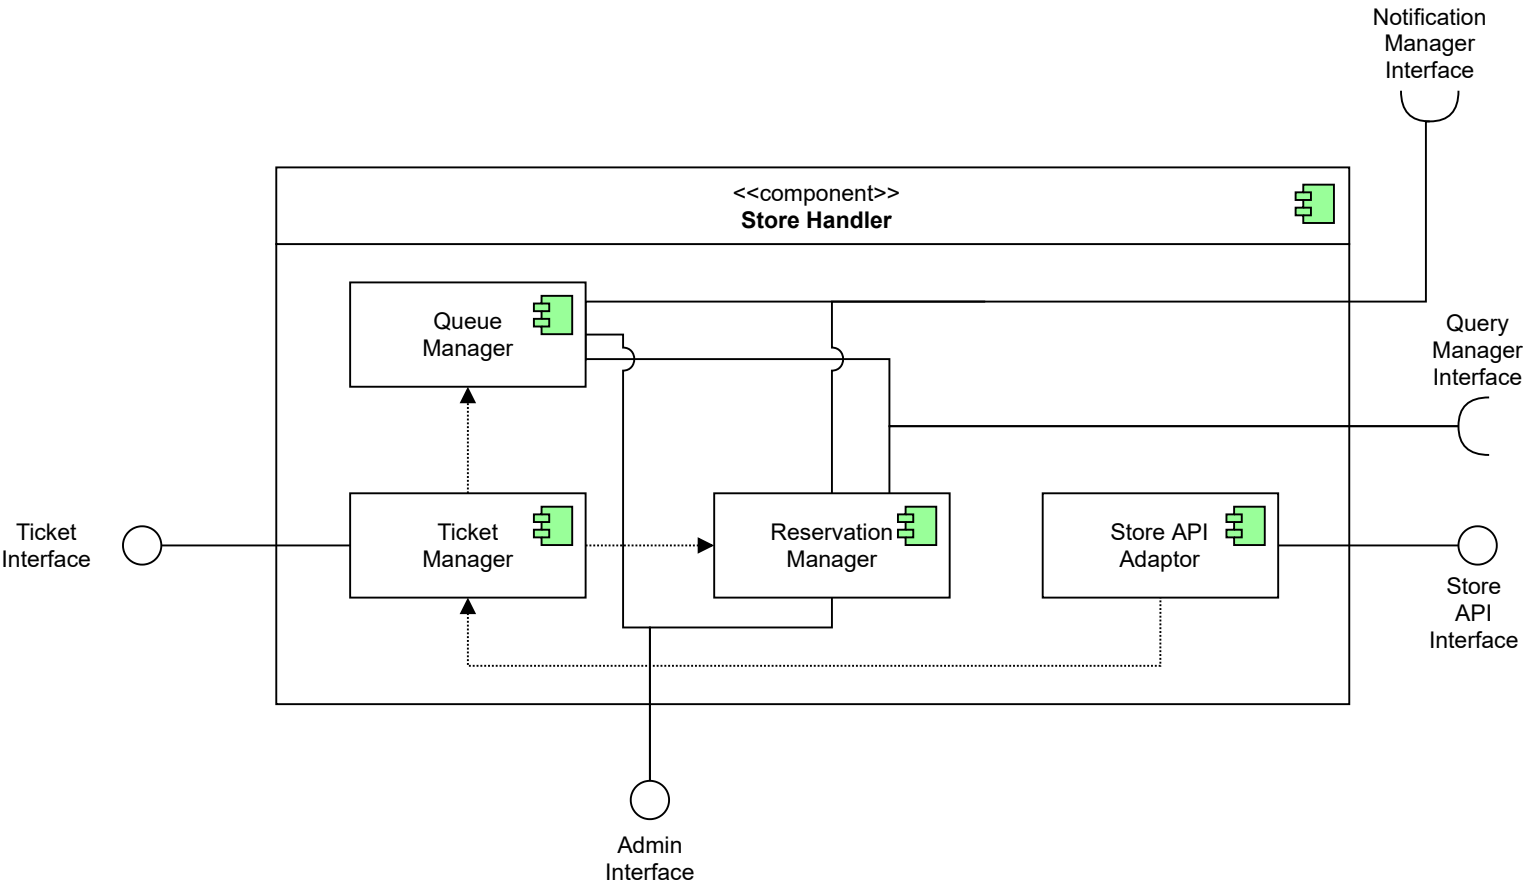 Notification
Manager
Interface
<<component>>
Store Handler
Queue
Manager
Query
Manager
Interface
Ticket
Interface
Ticket
Manager
Reservation
Manager
Store API
Adaptor
Store
API
Interface
Admin
Interface